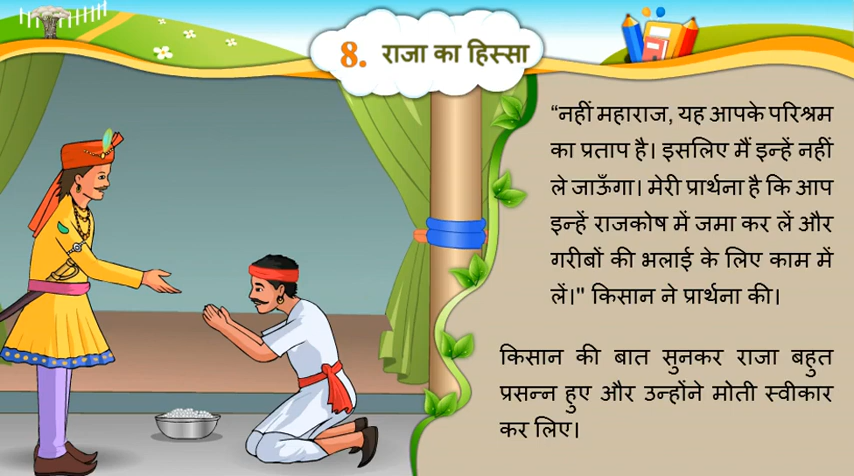 8. राजा का हिस्सा
“नहीं महाराज, यह आपके परिश्रम
का प्रताप है। इसलिए मैं इन्हें नहीं
ले जाऊँगा। मेरी प्रार्थना है कि आप
इन्हें राजकोष में जमा कर लें और
गरीबों की भलाई के लिए काम में
लें।" किसान ने प्रार्थना की।
किसान की बात सुनकर राजा बहुत
प्रसन्न हुए और उन्होंने मोती स्वीकार
कर लिए।